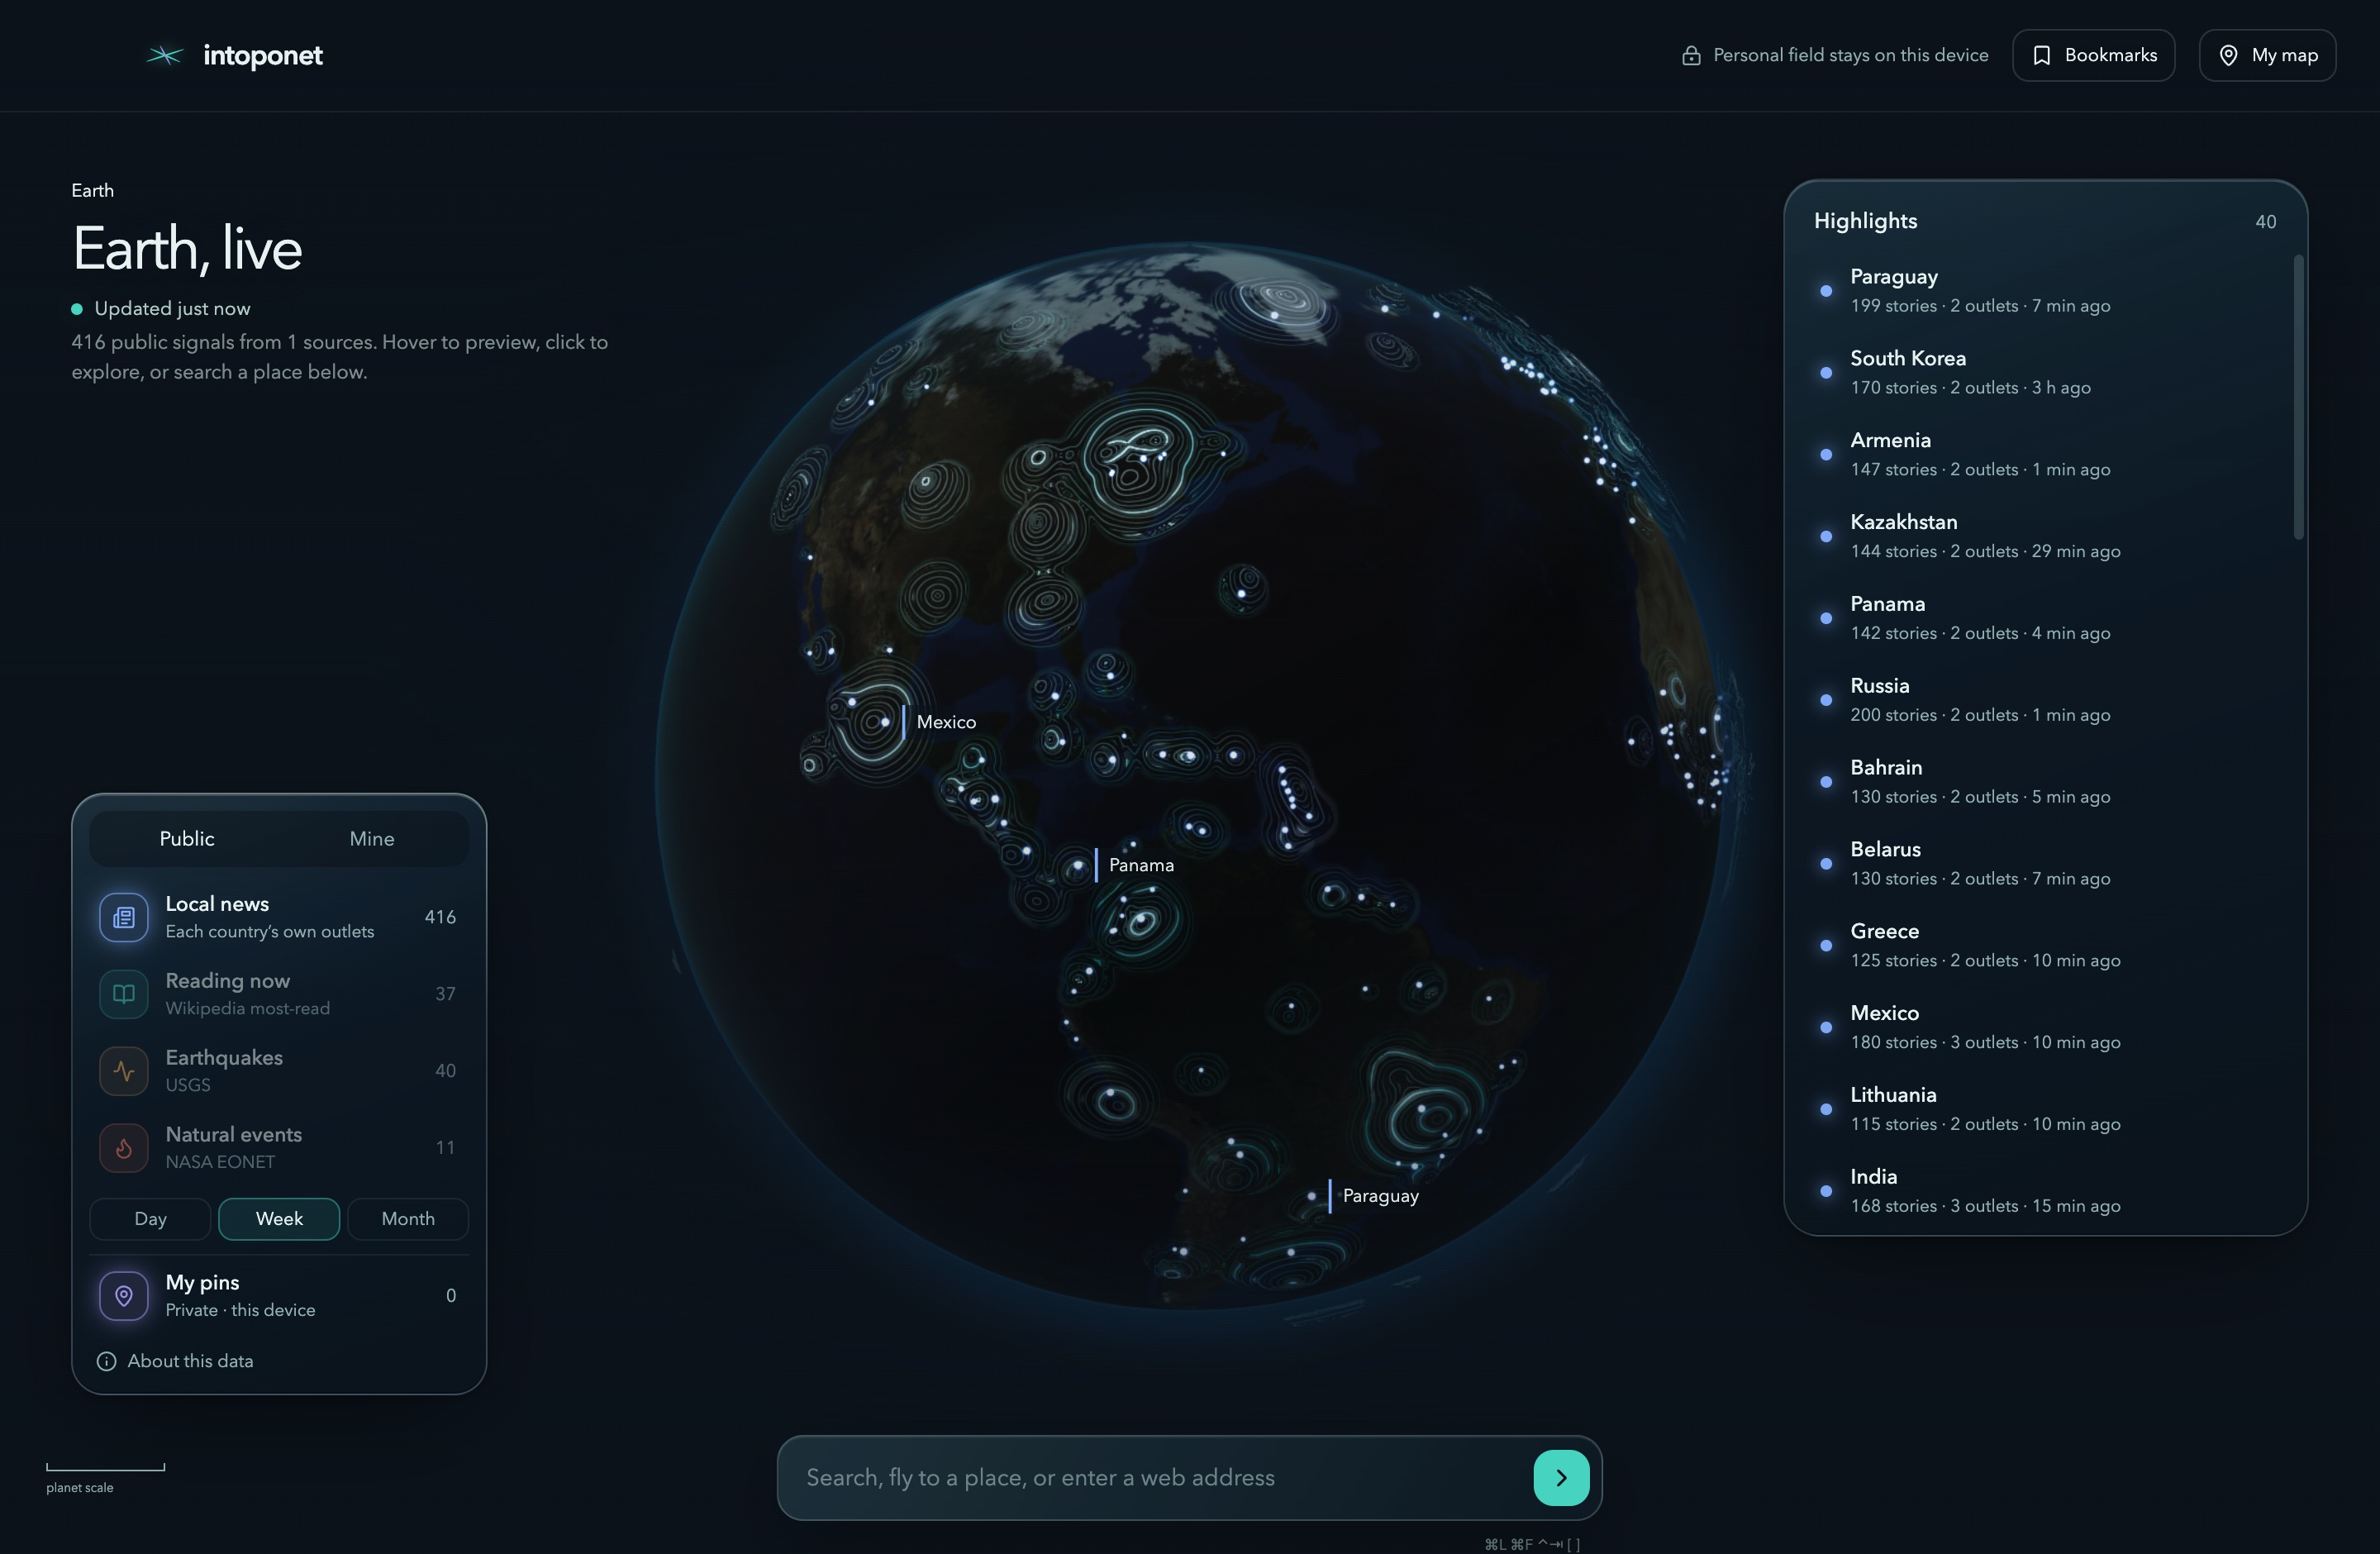 intoponet
Personal field stays on this device
Bookmarks
My map
Earth
Earth, live
Updated just now
416 public signals from 1 sources. Hover to preview, click to
explore, or search a place below.
Public
Mine
Local news
Each country’s own outlets
416
Reading now
Wikipedia most-read
37
Earthquakes
USGS
40
Natural events
NASA EONET
11
Day
Week
Month
My pins
Private · this device
0
About this data
planet scale
Mexico
Panama
Paraguay
Highlights
40
Paraguay
199 stories · 2 outlets · 7 min ago
South Korea
170 stories · 2 outlets · 3 h ago
Armenia
147 stories · 2 outlets · 1 min ago
Kazakhstan
144 stories · 2 outlets · 29 min ago
Panama
142 stories · 2 outlets · 4 min ago
Russia
200 stories · 2 outlets · 1 min ago
Bahrain
130 stories · 2 outlets · 5 min ago
Belarus
130 stories · 2 outlets · 7 min ago
Greece
125 stories · 2 outlets · 10 min ago
Mexico
180 stories · 3 outlets · 10 min ago
Lithuania
115 stories · 2 outlets · 10 min ago
India
168 stories · 3 outlets · 15 min ago
Search, fly to a place, or enter a web address
⌘L ⌘F ^⇥ [ ]